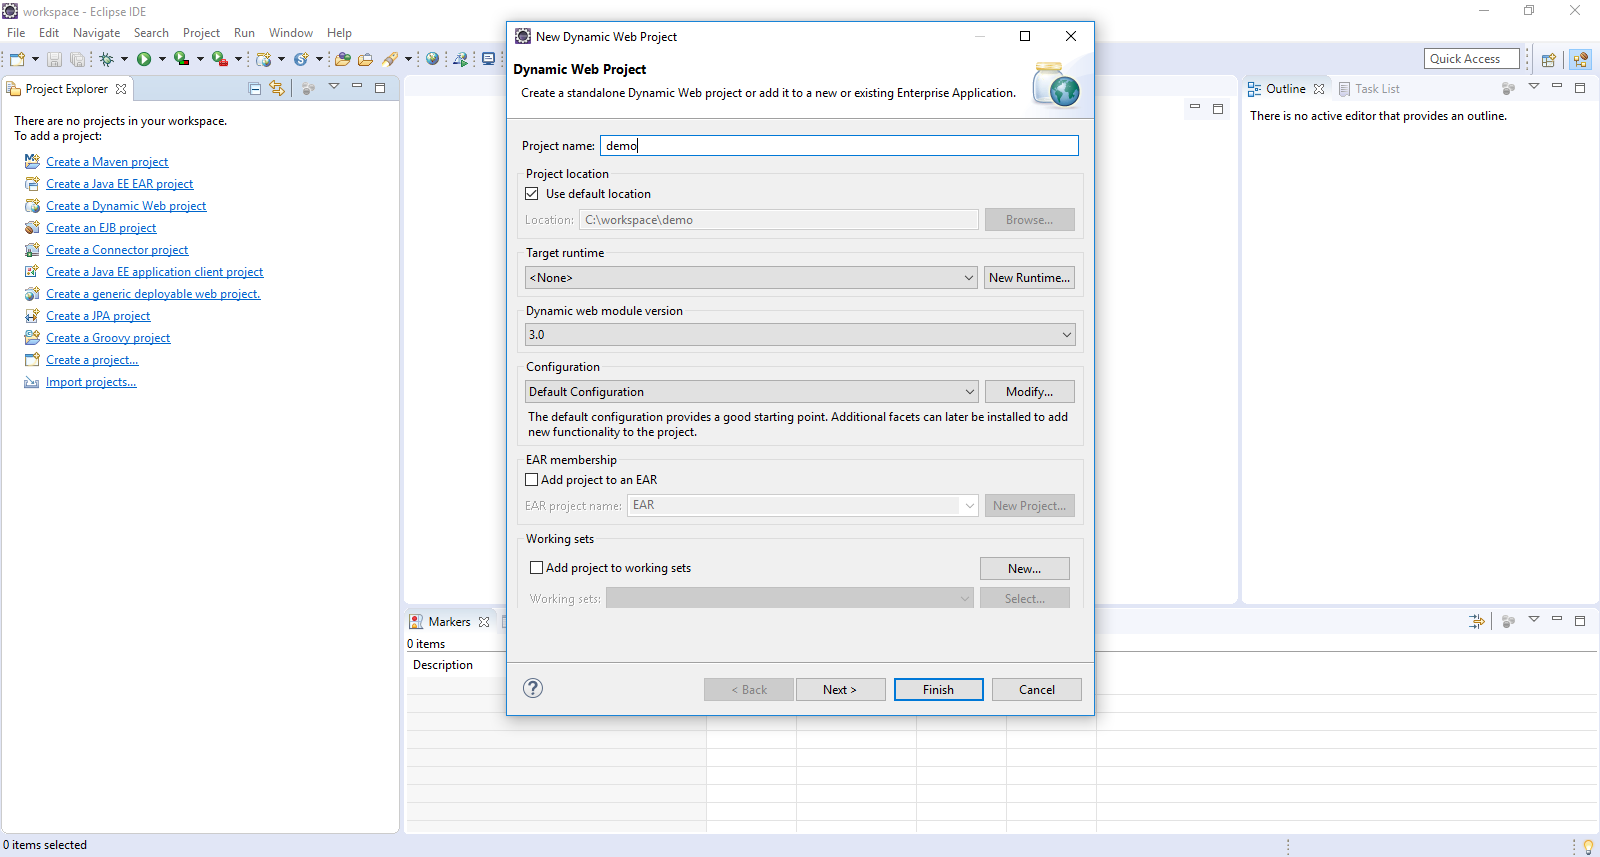 workspace - Eclipse IDE
File Edit Navigate Search Project Run Window Help
Quick Access
Project Explorer
There are no projects in your workspace.
To add a project:
Create a Maven project
Create a Java EE EAR project
Create a Dynamic Web project
Create an EJB project
Create a Connector project
Create a Java EE application client project
Create a generic deployable web project.
Create a JPA project
Create a Groovy project
Create a project...
Import projects...
New Dynamic Web Project
Dynamic Web Project
Create a standalone Dynamic Web project or add it to a new or existing Enterprise Application.
Project name: demo
Project location
Use default location
Location: C:\workspace\demo Browse...
Target runtime
<None> New Runtime...
Dynamic web module version
3.0
Configuration
Default Configuration Modify...
The default configuration provides a good starting point. Additional facets can later be installed to add
new functionality to the project.
EAR membership
Add project to an EAR
EAR project name: EAR New Project...
Working sets
Add project to working sets New...
Working sets: Select...
< Back Next > Finish Cancel
Outline Task List
There is no active editor that provides an outline.
Markers
0 items
Description
0 items selected